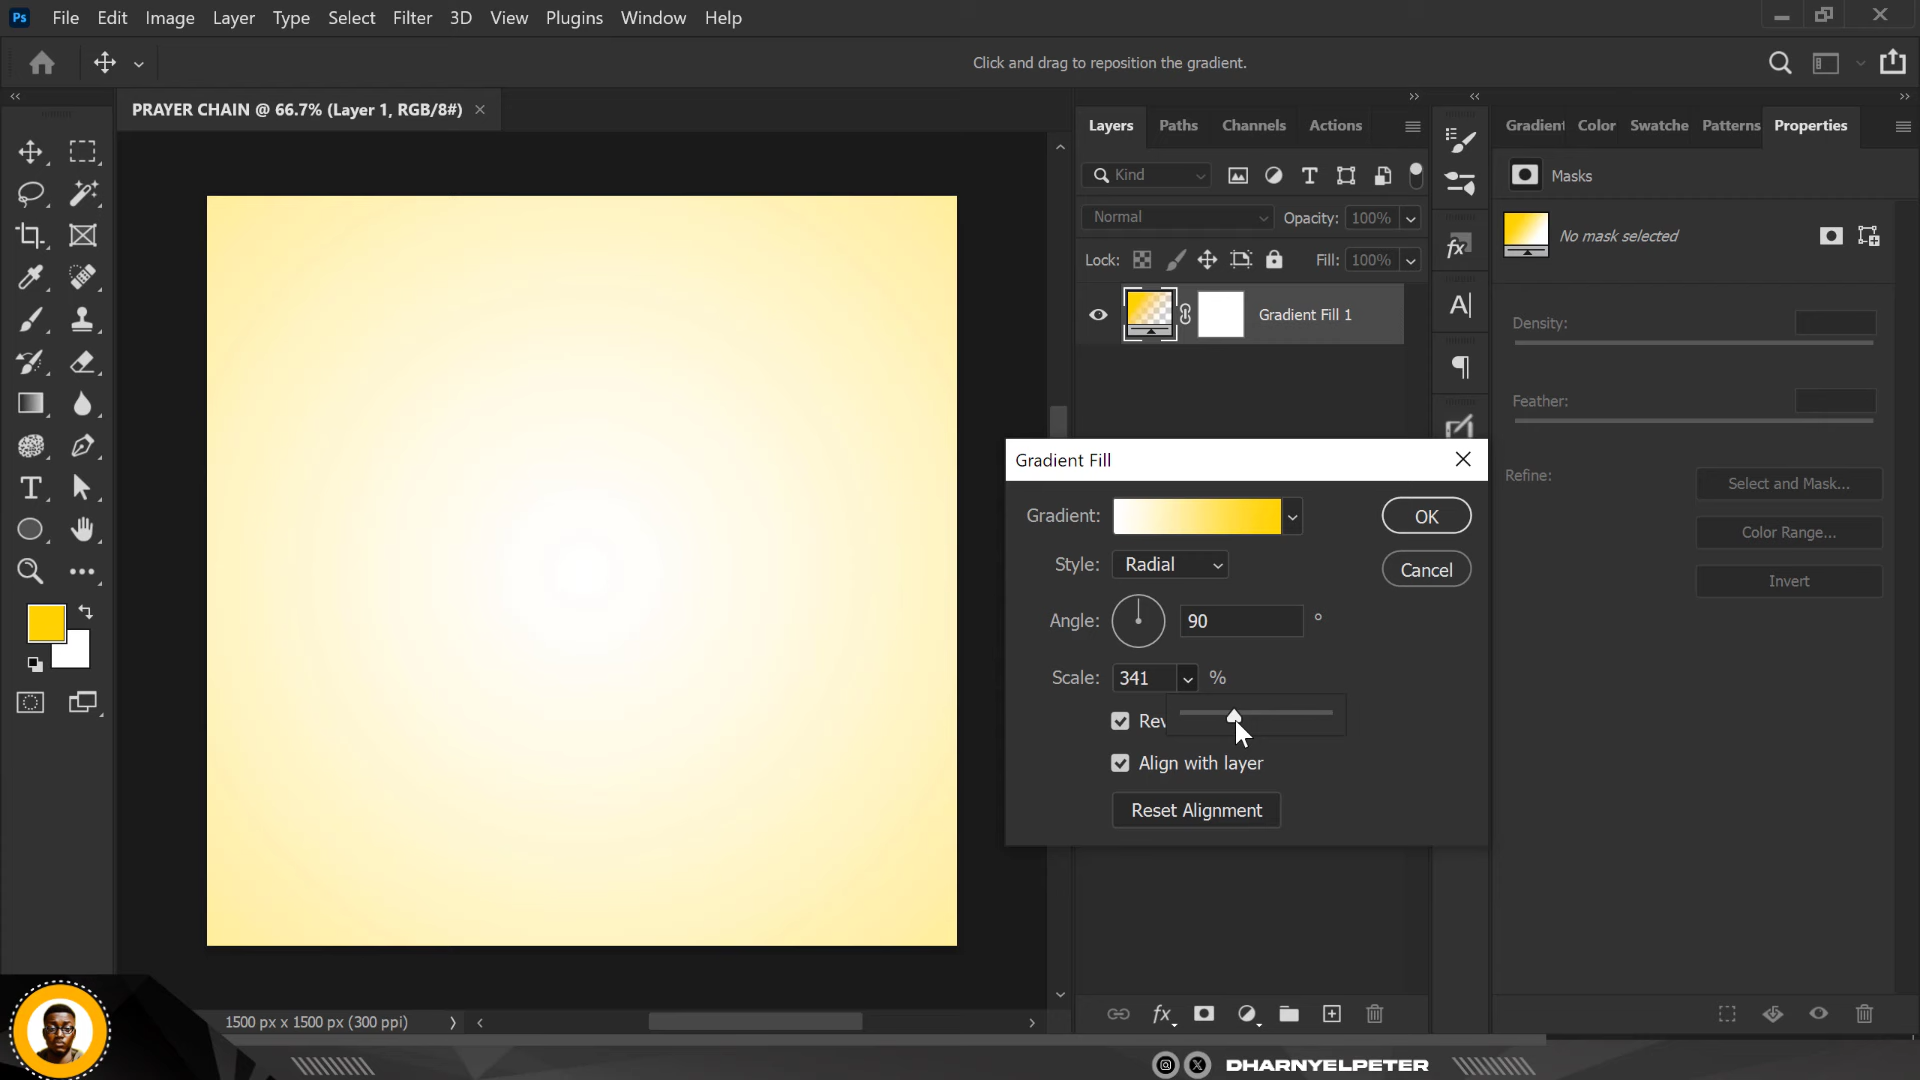 Ps File Edit Image Layer Type Select Filter 3D View Plugins Window Help
Click and drag to reposition the gradient.
PRAYER CHAIN @ 66.7% (Layer 1, RGB/8#)
Layers Paths Channels Actions
Gradient Color Swatche Patterns Properties
Kind
Masks
Normal Opacity: 100%
No mask selected
Lock: Fill: 100%
Gradient Fill 1
Density:
Feather:
Gradient Fill
Gradient: OK
Refine: Select and Mask...
Color Range...
Invert
Style: Radial Cancel
Angle: 90 °
Scale: 341 %
Rev
Align with layer
Reset Alignment
1500 px x 1500 px (300 ppi)
DHARNYELPETER